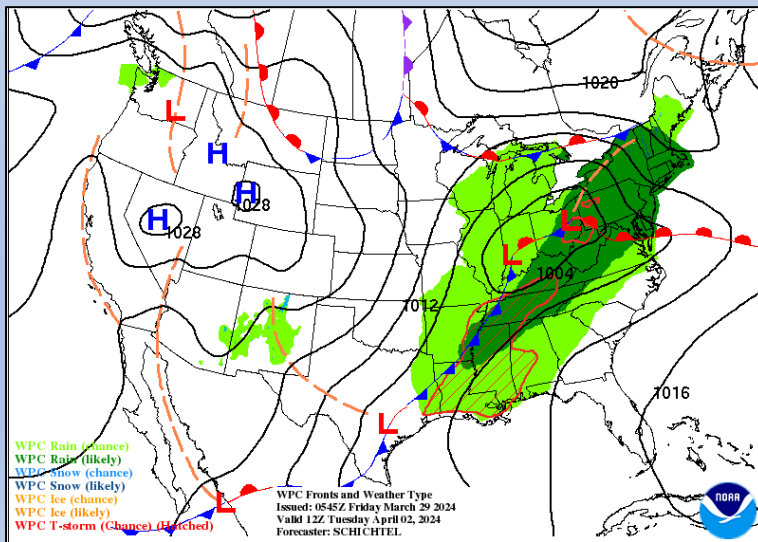 1020
L
H
H
1028
H
1028
L
L
1004
1012
1016
L
L
WPC Rain (chance)
WPC Rain (likely)
WPC Snow (chance)
WPC Snow (likely)
WPC Ice (chance)
WPC Ice (likely)
WPC T-storm (Chance) (Hatched)
WPC Fronts and Weather Type
Issued: 0545Z Friday March 29 2024
Valid 12Z Tuesday April 02, 2024
Forecaster: SCHICHTEL
NOAA